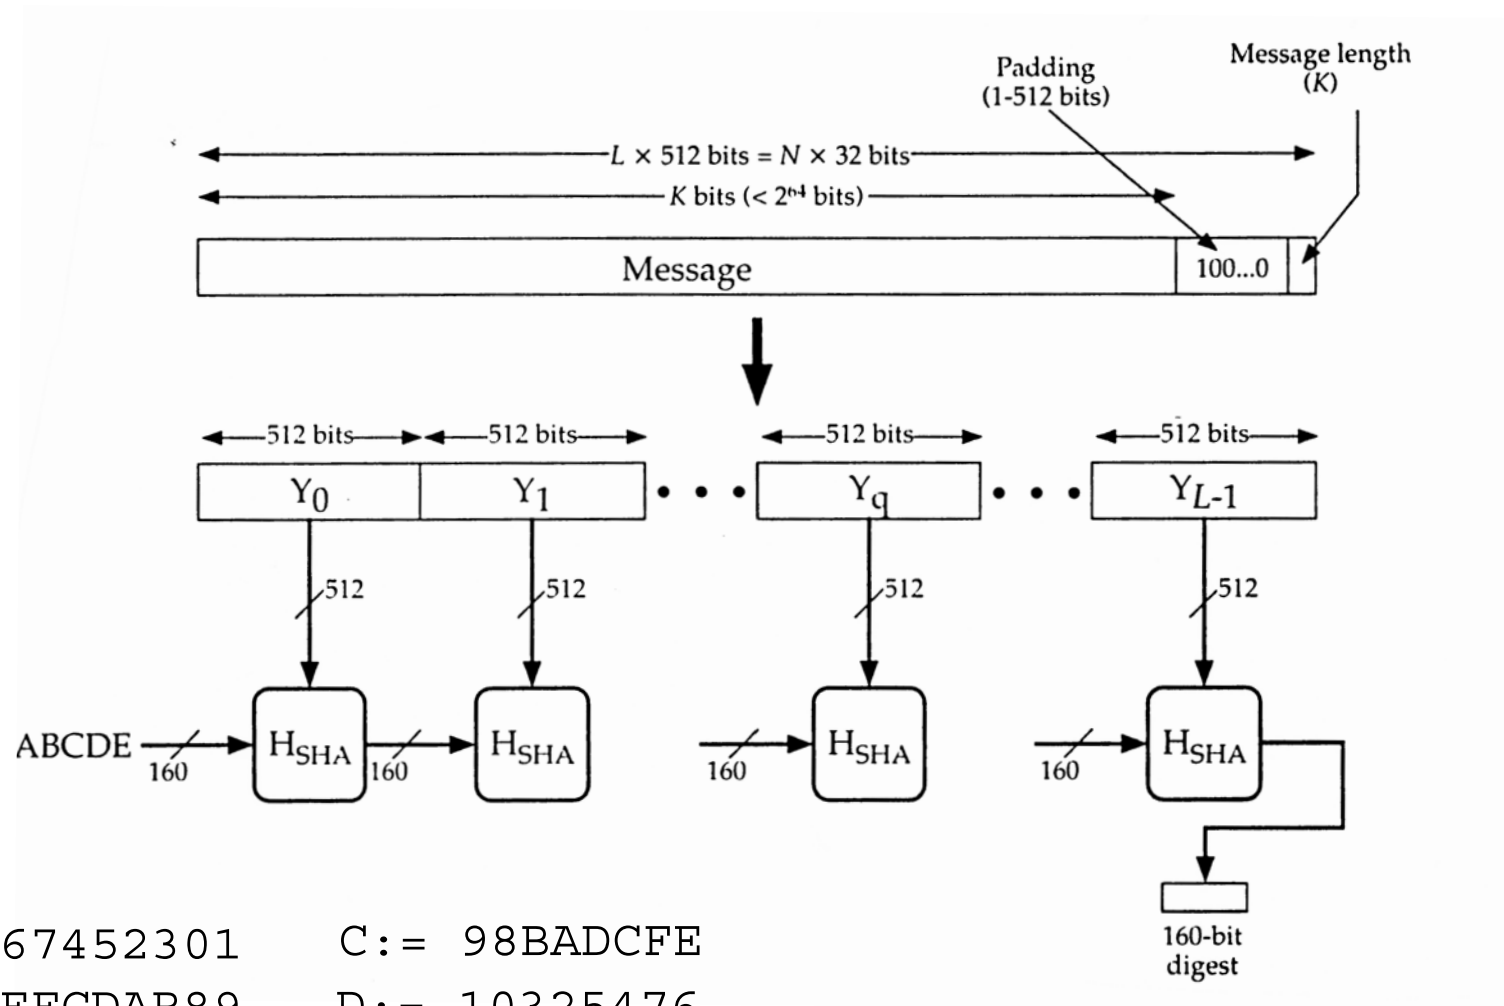 Message length
(K)
Padding
(1-512 bits)
L × 512 bits = N × 32 bits
K bits (< 2⁶⁴ bits)
Message
100...0
512 bits
512 bits
512 bits
512 bits
Y0
Y1
• • •
Yq
• • •
YL-1
512
512
512
512
ABCDE
160
HSHA
160
HSHA
160
HSHA
160
HSHA
160-bit
digest
67452301 C:= 98BADCFE
EFCDAB89 D:= 10325476